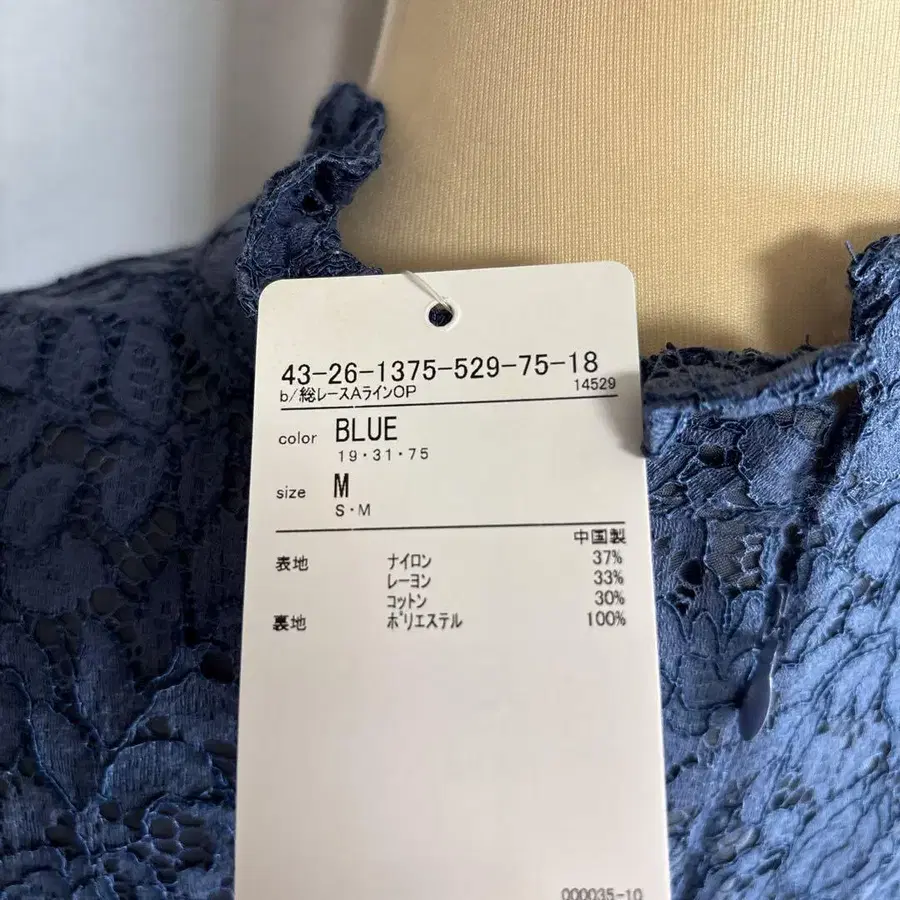 43-26-1375-529-75-18
b/総レースAラインOP 14529
color BLUE
19・31・75
size M
S・M
中国製
表地 ナイロン 37%
レーヨン 33%
コットン 30%
裏地 ポリエステル 100%
000035-10